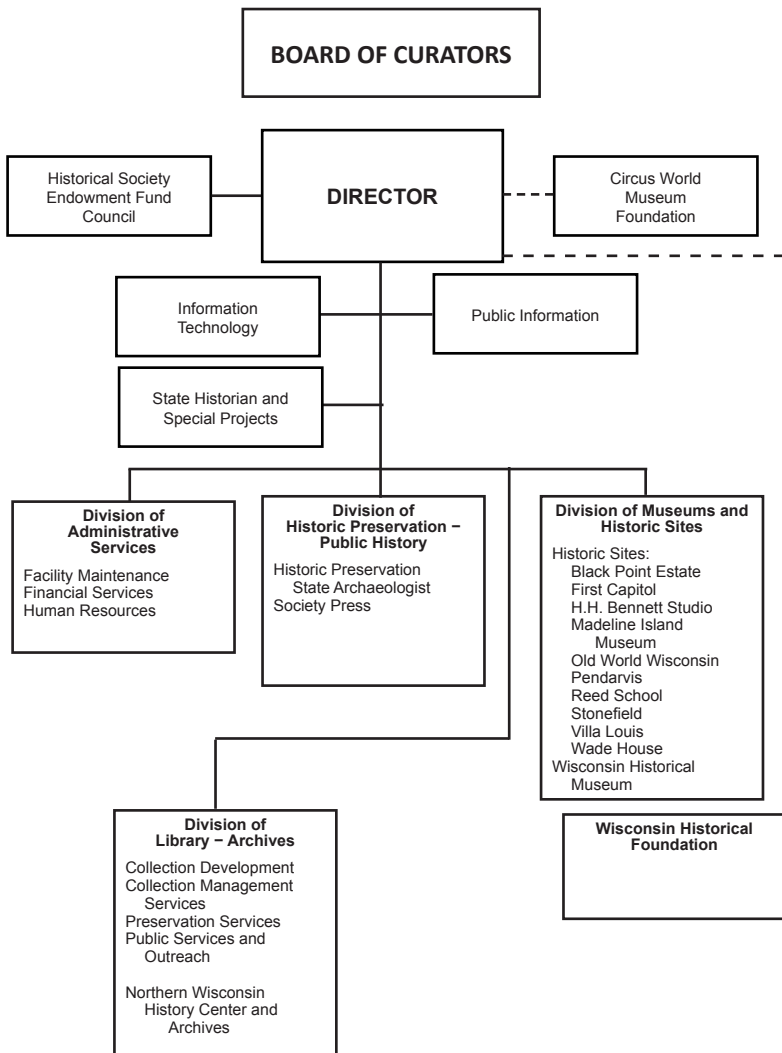 BOARD OF CURATORS
Historical Society
Endowment Fund
Council
DIRECTOR
Circus World
Museum
Foundation
Information
Technology
Public Information
State Historian and
Special Projects
Division of
Administrative
Services
Facility Maintenance
Financial Services
Human Resources
Division of
Historic Preservation –
Public History
Historic Preservation
State Archaeologist
Society Press
Division of Museums and
Historic Sites
Historic Sites:
Black Point Estate
First Capitol
H.H. Bennett Studio
Madeline Island
Museum
Old World Wisconsin
Pendarvis
Reed School
Stonefield
Villa Louis
Wade House
Wisconsin Historical
Museum
Division of
Library – Archives
Collection Development
Collection Management
Services
Preservation Services
Public Services and
Outreach
Northern Wisconsin
History Center and
Archives
Wisconsin Historical
Foundation